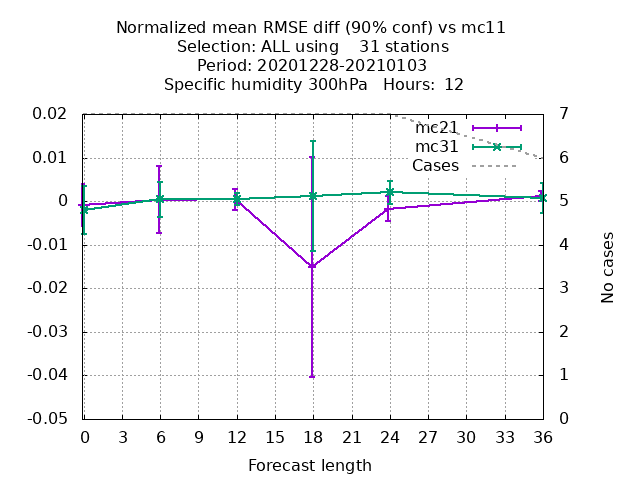 Normalized mean RMSE diff (90% conf) vs mc11
Selection: ALL using    31 stations
Period: 20201228-20210103
Specific humidity 300hPa   Hours:  12
mc21
mc31
Cases
0.02
0.01
0
-0.01
-0.02
-0.03
-0.04
-0.05
7
6
5
4
3
2
1
0
No cases
0 3 6 9 12 15 18 21 24 27 30 33 36
Forecast length